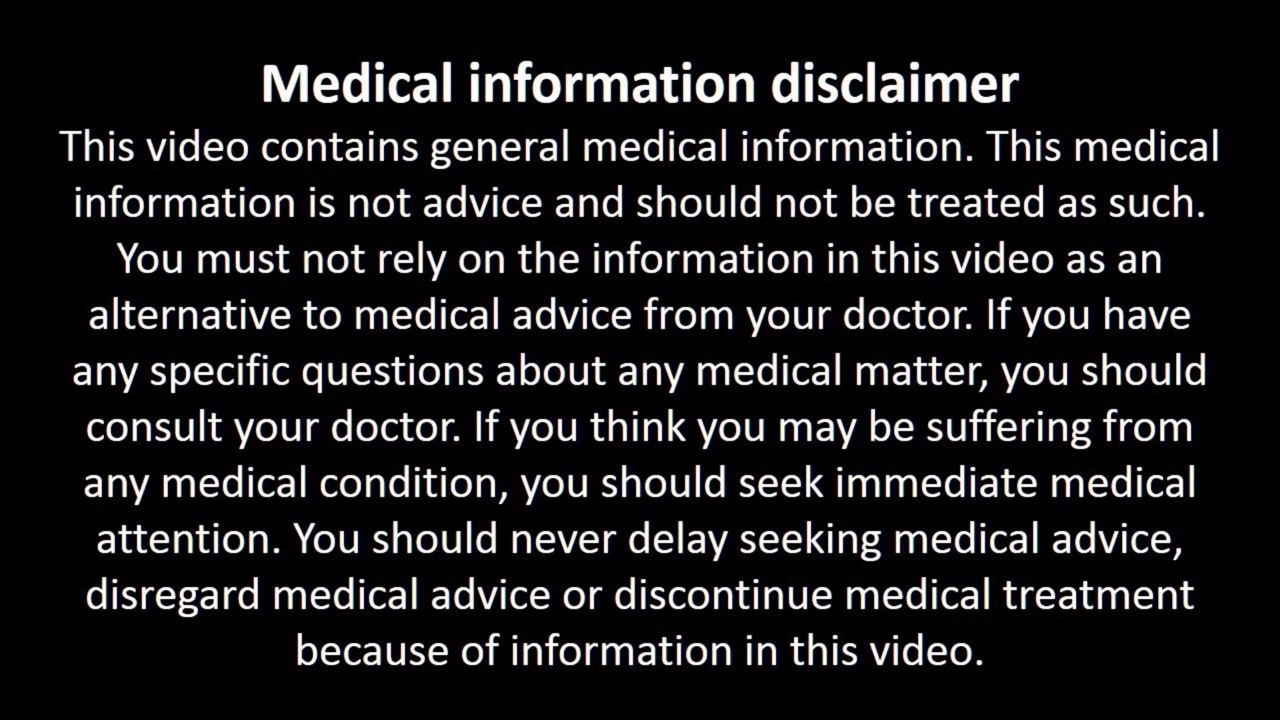 Medical information disclaimer
This video contains general medical information. This medical
information is not advice and should not be treated as such.
You must not rely on the information in this video as an
alternative to medical advice from your doctor. If you have
any specific questions about any medical matter, you should
consult your doctor. If you think you may be suffering from
any medical condition, you should seek immediate medical
attention. You should never delay seeking medical advice,
disregard medical advice or discontinue medical treatment
because of information in this video.